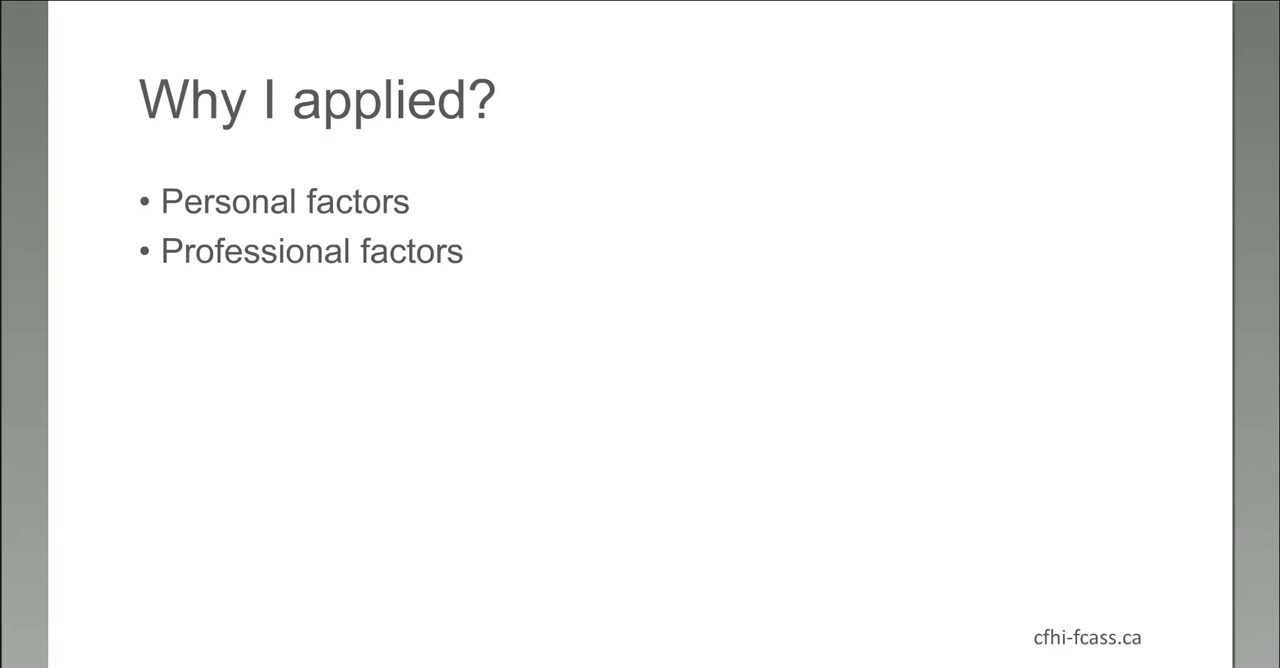 Why I applied?
• Personal factors
• Professional factors
cfhi-fcass.ca